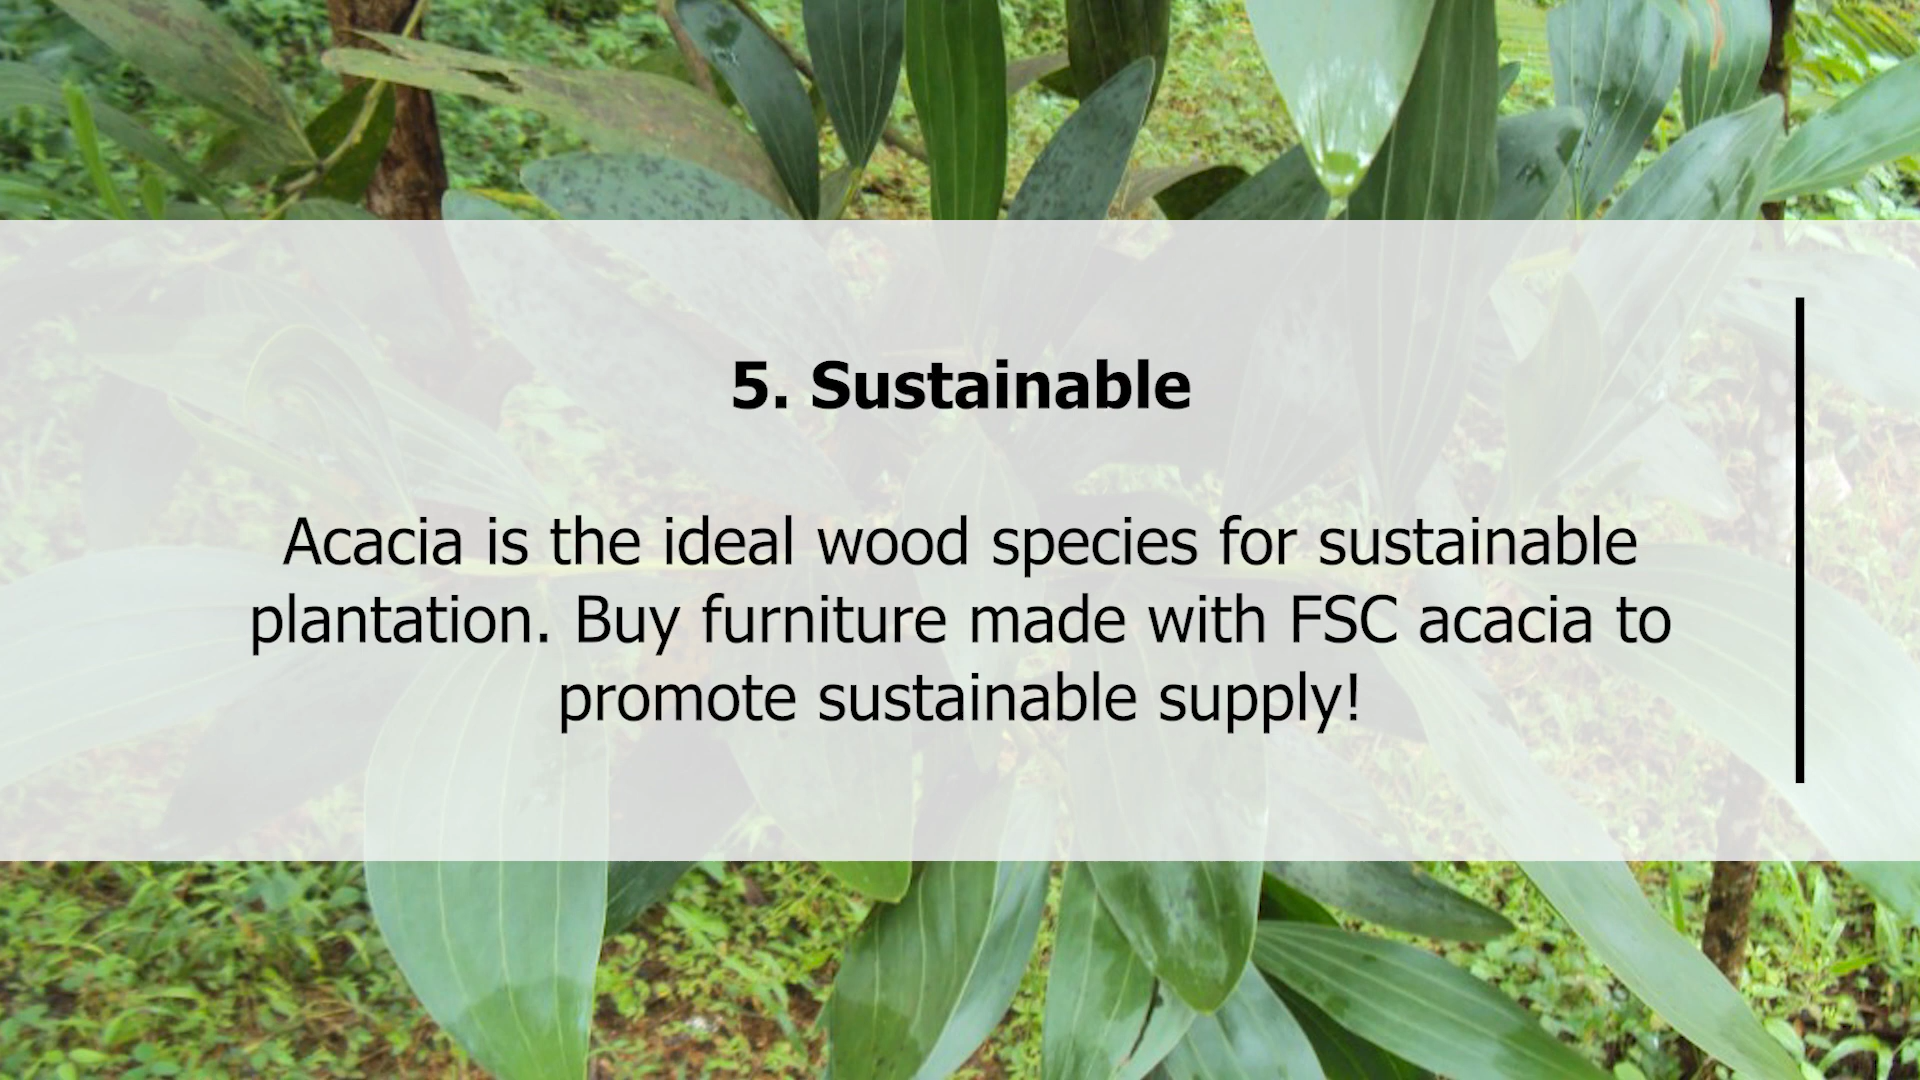 5. Sustainable
Acacia is the ideal wood species for sustainable
plantation. Buy furniture made with FSC acacia to
promote sustainable supply!